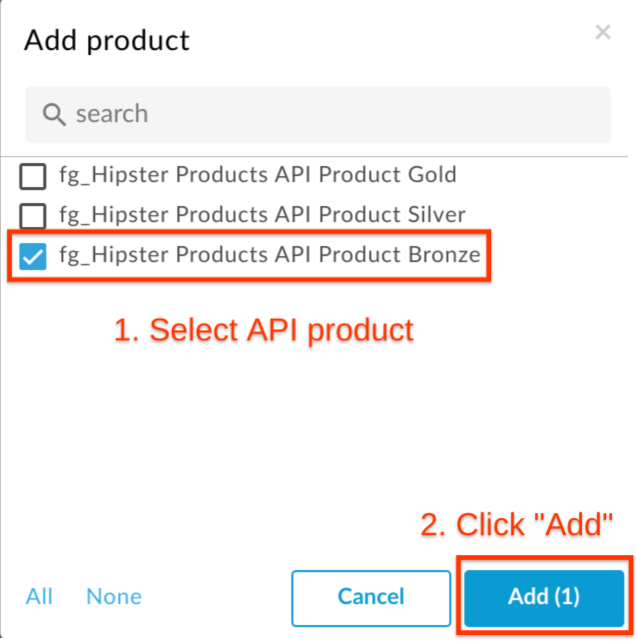 Add product
×
search
fg_Hipster Products API Product Gold
fg_Hipster Products API Product Silver
fg_Hipster Products API Product Bronze
1. Select API product
2. Click "Add"
All None Cancel Add (1)